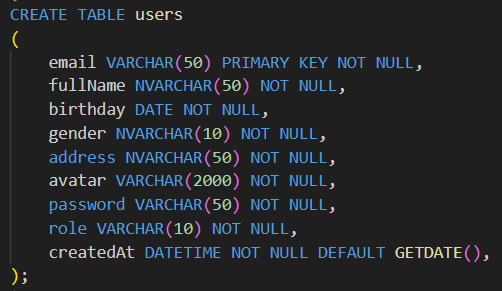 CREATE TABLE users
(
email VARCHAR(50) PRIMARY KEY NOT NULL,
fullName NVARCHAR(50) NOT NULL,
birthday DATE NOT NULL,
gender NVARCHAR(10) NOT NULL,
address NVARCHAR(50) NOT NULL,
avatar VARCHAR(2000) NOT NULL,
password VARCHAR(50) NOT NULL,
role VARCHAR(10) NOT NULL,
createdAt DATETIME NOT NULL DEFAULT GETDATE(),
);